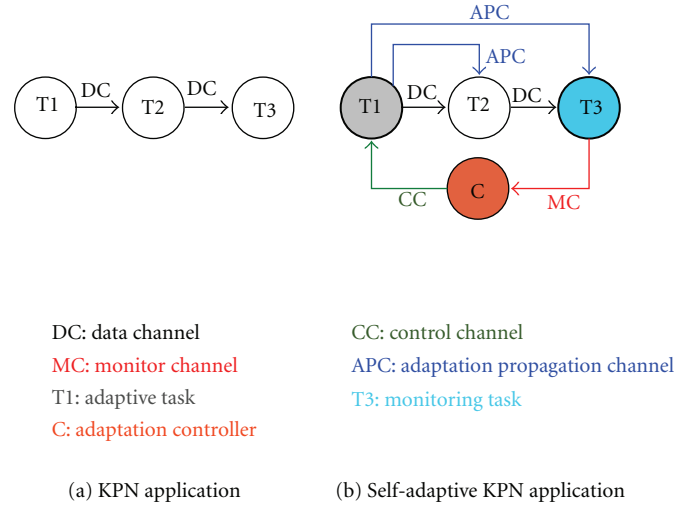 APC
APC
T1
DC
T2
DC
T3
T1
DC
T2
DC
T3
CC
C
MC
DC: data channel
MC: monitor channel
T1: adaptive task
C: adaptation controller
CC: control channel
APC: adaptation propagation channel
T3: monitoring task
(a) KPN application
(b) Self-adaptive KPN application